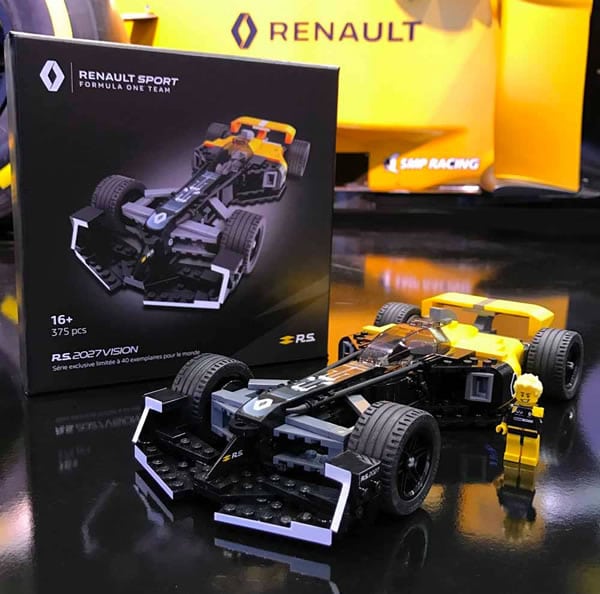 RENAULT
SMP RACING
RENAULT SPORT
FORMULA ONE TEAM
16+
375 pcs
R.S. 2027 VISION
Série exclusive limitée à 40 exemplaires pour le monde
R.S.
R.S.